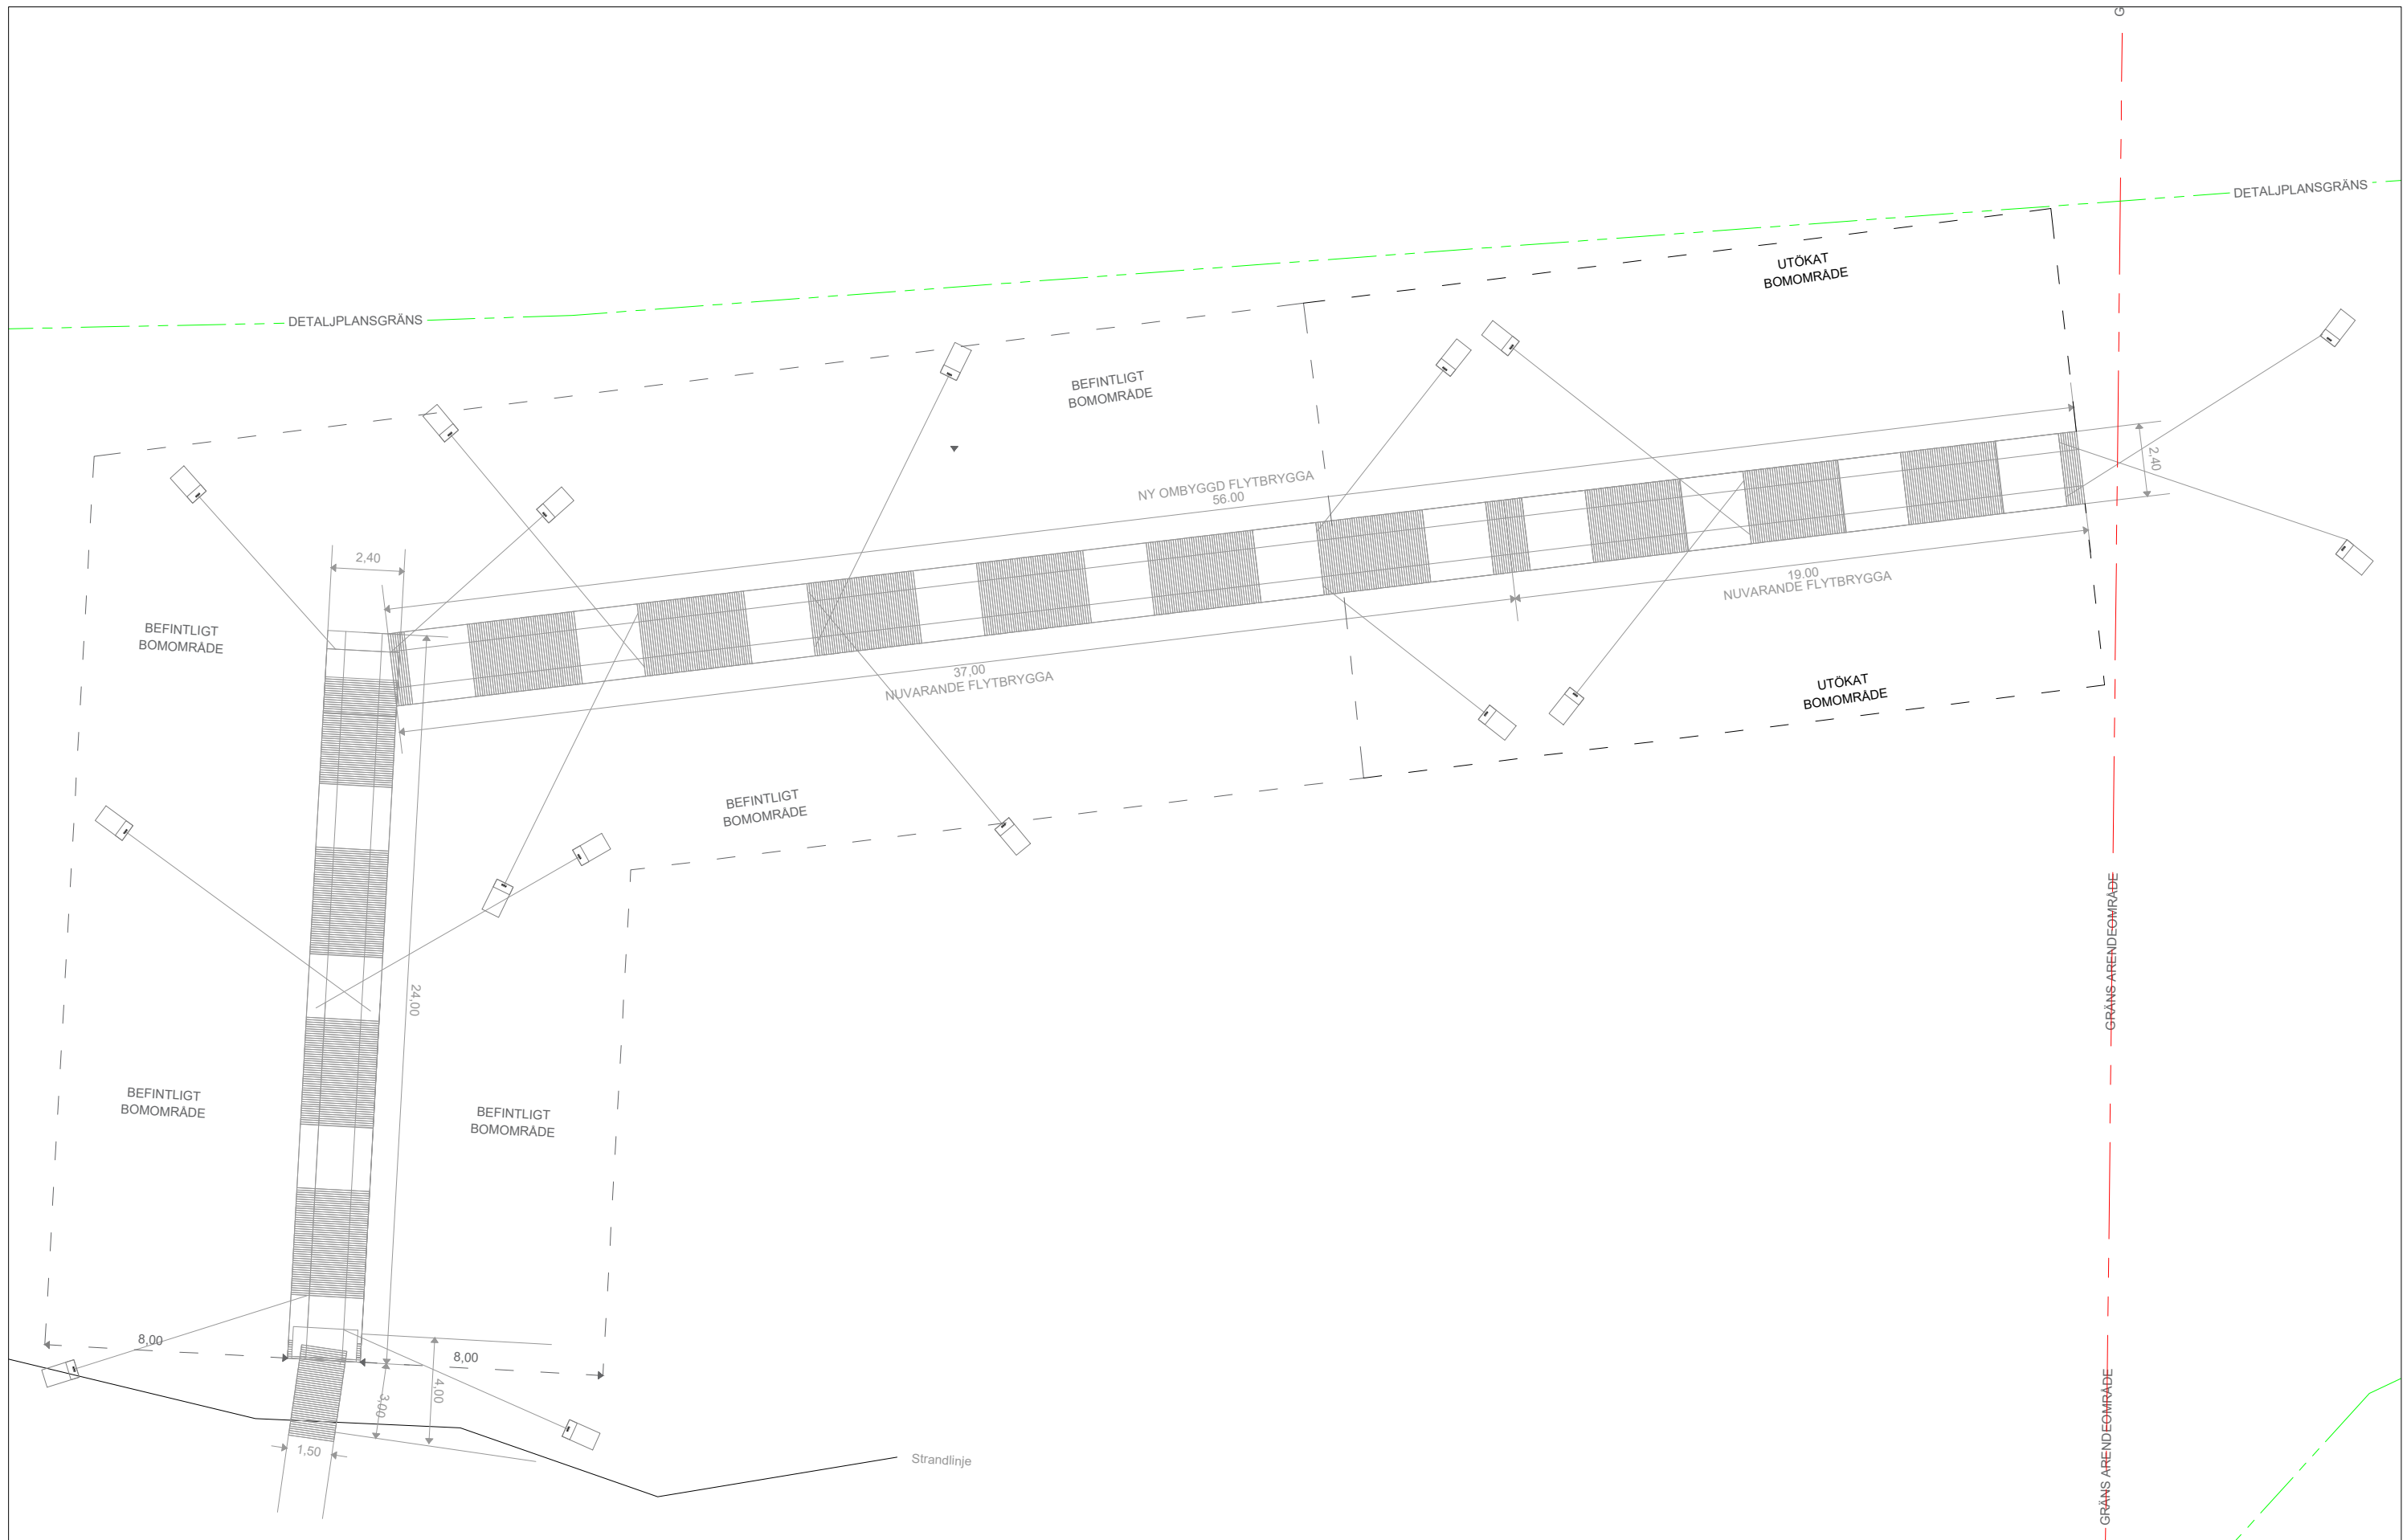 G
DETALJPLANSGRÄNS
UTÖKAT
BOMOMRÅDE
DETALJPLANSGRÄNS
BEFINTLIGT
BOMOMRÅDE
NY OMBYGGD FLYTBRYGGA
56.00
2,40
2,40
19.00
NUVARANDE FLYTBRYGGA
BEFINTLIGT
BOMOMRÅDE
37,00
NUVARANDE FLYTBRYGGA
UTÖKAT
BOMOMRÅDE
BEFINTLIGT
BOMOMRÅDE
GRÄNS ARENDEOMRÅDE
24,00
BEFINTLIGT
BOMOMRÅDE
BEFINTLIGT
BOMOMRÅDE
8,00
8,00
3,00
4,00
1,50
Strandlinje
GRÄNS ARENDEOMRÅDE